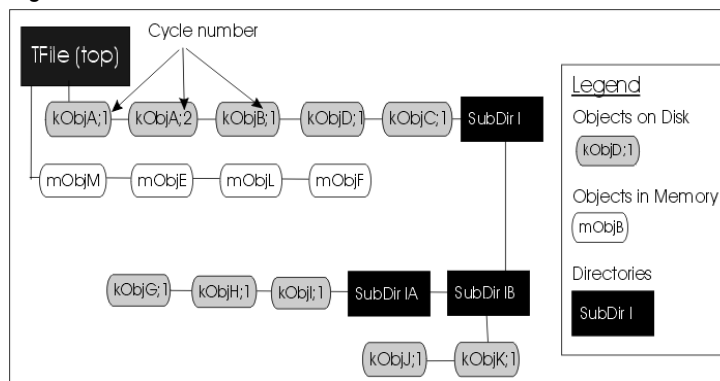 Cycle number
TFile (top)
kObjA;1 kObjA;2 kObjB;1 kObjD;1 kObjC;1 SubDir I
mObjM mObjE mObjL mObjF
kObjG;1 kObjH;1 kObjI;1 SubDir IA SubDir IB
kObjJ;1 kObjK;1
Legend
Objects on Disk
kObjD;1
Objects in Memory
mObjB
Directories
SubDir I